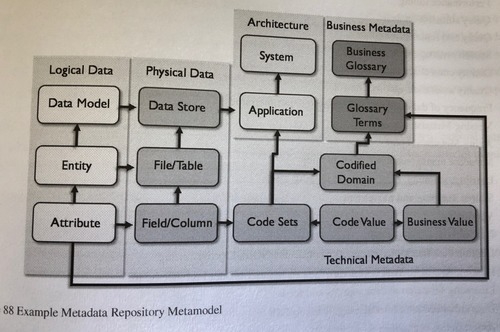 Architecture
Business Metadata
System
Business
Glossary
Logical Data
Physical Data
Data Model
Data Store
Application
Glossary
Terms
Entity
File/Table
Codified
Domain
Attribute
Field/Column
Code Sets
Code Value
Business Value
Technical Metadata
88 Example Metadata Repository Metamodel